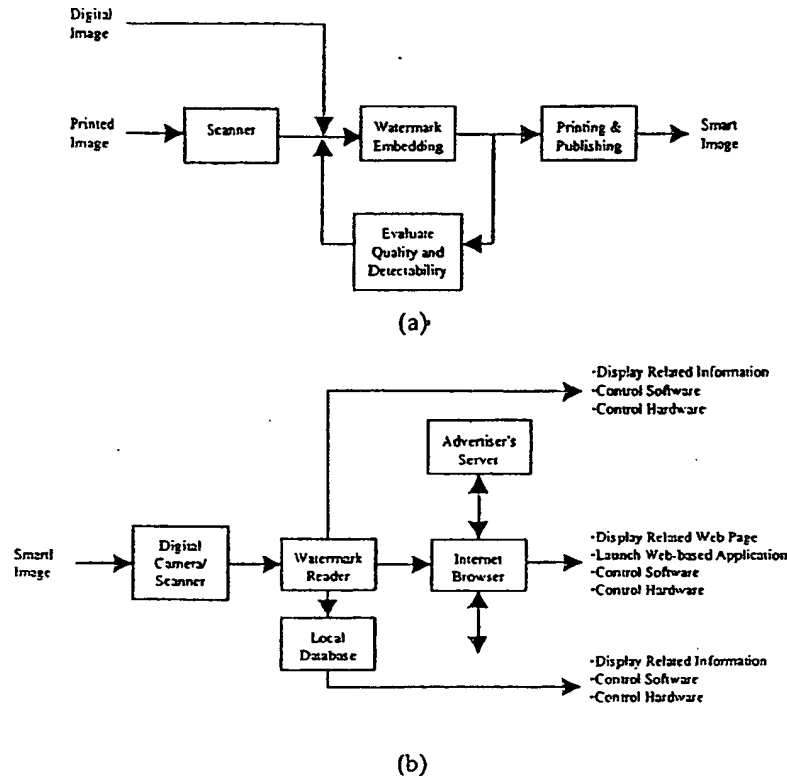 Digital
Image
Printed
Image
Scanner
Watermark
Embedding
Printing &
Publishing
Smart
Image
Evaluate
Quality and
Detectability
(a)
-Display Related Information
-Control Software
-Control Hardware
Advertiser's
Server
Smart
Image
Digital
Camera/
Scanner
Watermark
Reader
Internet
Browser
-Display Related Web Page
-Launch Web-based Application
-Control Software
-Control Hardware
Local
Database
-Display Related Information
-Control Software
-Control Hardware
(b)